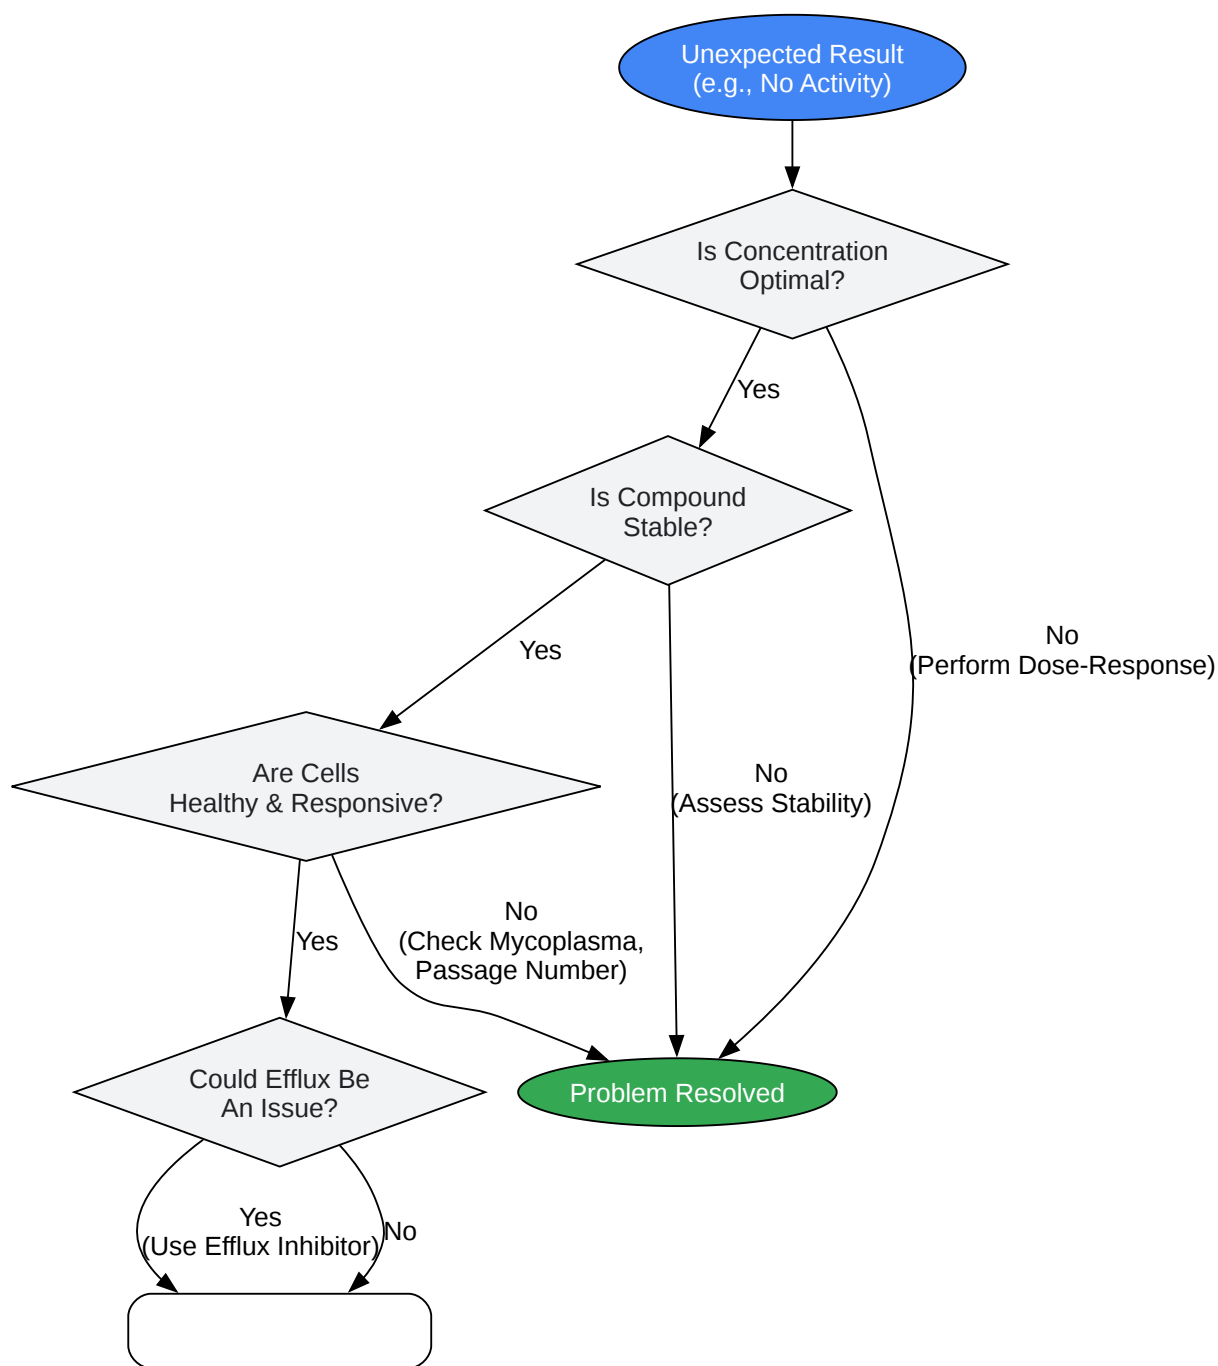 Unexpected Result
(e.g., No Activity)
Is Concentration
Optimal?
Yes
Is Compound
Stable?
No
(Perform Dose-Response)
Yes
Are Cells
Healthy & Responsive?
No
(Assess Stability)
No
(Check Mycoplasma,
Passage Number)
Yes
Could Efflux Be
An Issue?
Problem Resolved
Yes
(Use Efflux Inhibitor)
No